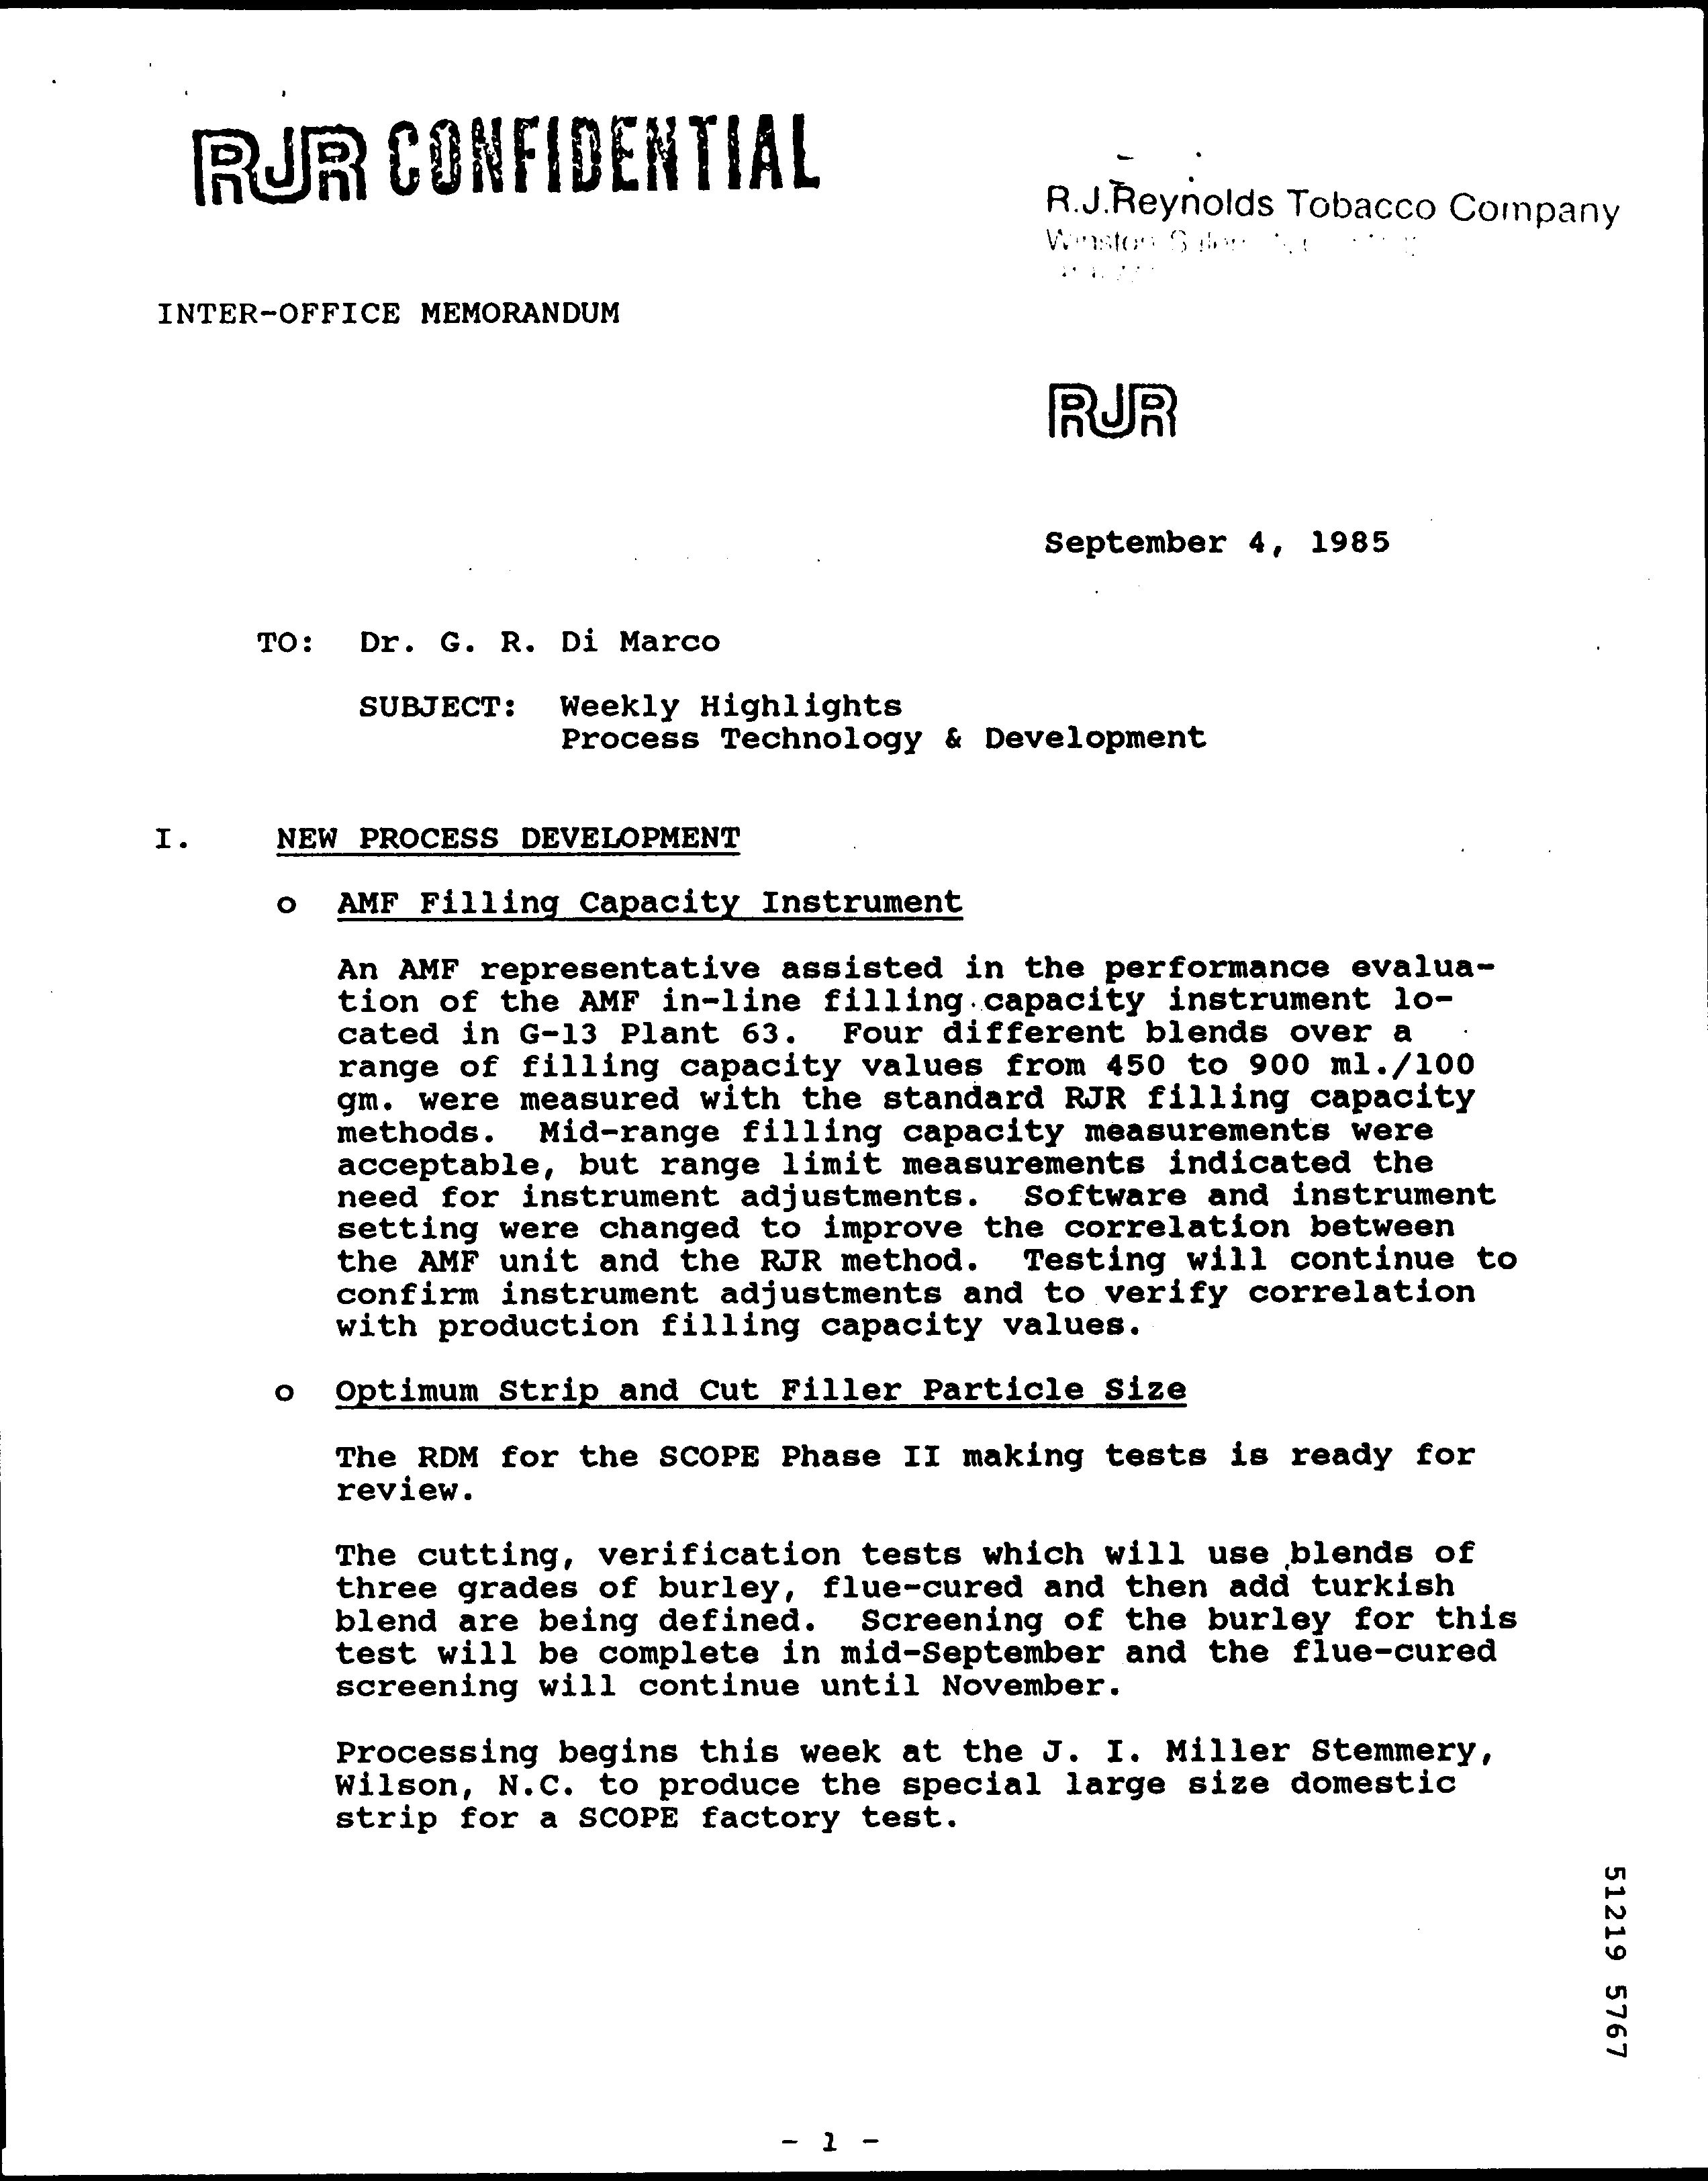 RJR CONFIDENTIAL
R.J.Reynolds Tobacco Company
INTER-OFFICE MEMORANDUM
RJR
September 4, 1985
TO: Dr. G. R. Di Marco
SUBJECT: Weekly Highlights
Process Technology & Development
I. NEW PROCESS DEVELOPMENT
o AMF Filling Capacity Instrument
An AMF representative assisted in the performance evalua-
tion of the AMF in-line filling capacity instrument lo-
cated in G-13 Plant 63. Four different blends over a
range of filling capacity values from 450 to 900 ml./100
gm. were measured with the standard RJR filling capacity
methods. Mid-range filling capacity measurements were
acceptable, but range limit measurements indicated the
need for instrument adjustments. Software and instrument
setting were changed to improve the correlation between
the AMF unit and the RJR method. Testing will continue to
confirm instrument adjustments and to verify correlation
with production filling capacity values.
o Optimum Strip and Cut Filler Particle Size
The RDM for the SCOPE Phase II making tests is ready for
review.
The cutting, verification tests which will use blends of
three grades of burley, flue-cured and then add turkish
blend are being defined. Screening of the burley for this
test will be complete in mid-September and the flue-cured
screening will continue until November.
Processing begins this week at the J. I. Miller Stemmery,
Wilson, N.C. to produce the special large size domestic
strip for a SCOPE factory test.
51219 5767
- 1 -